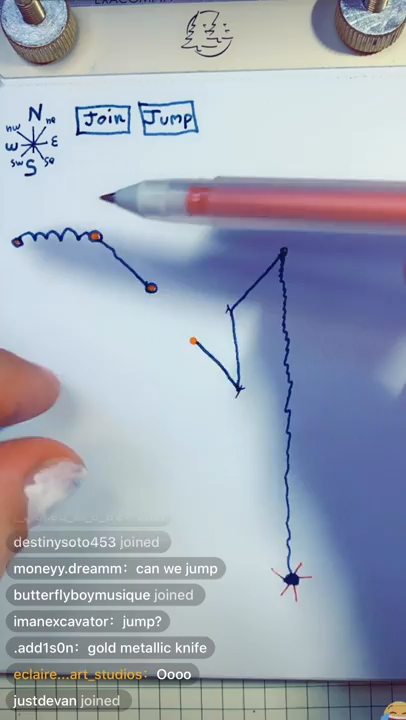 N
nw ne
W E
sw se
S
Join Jump
destinysoto453 joined
moneyy.dreamm: can we jump
butterflyboymusique joined
imanexcavator: jump?
.add1s0n: gold metallic knife
eclaire...art_studios: Oooo
justdevan joined